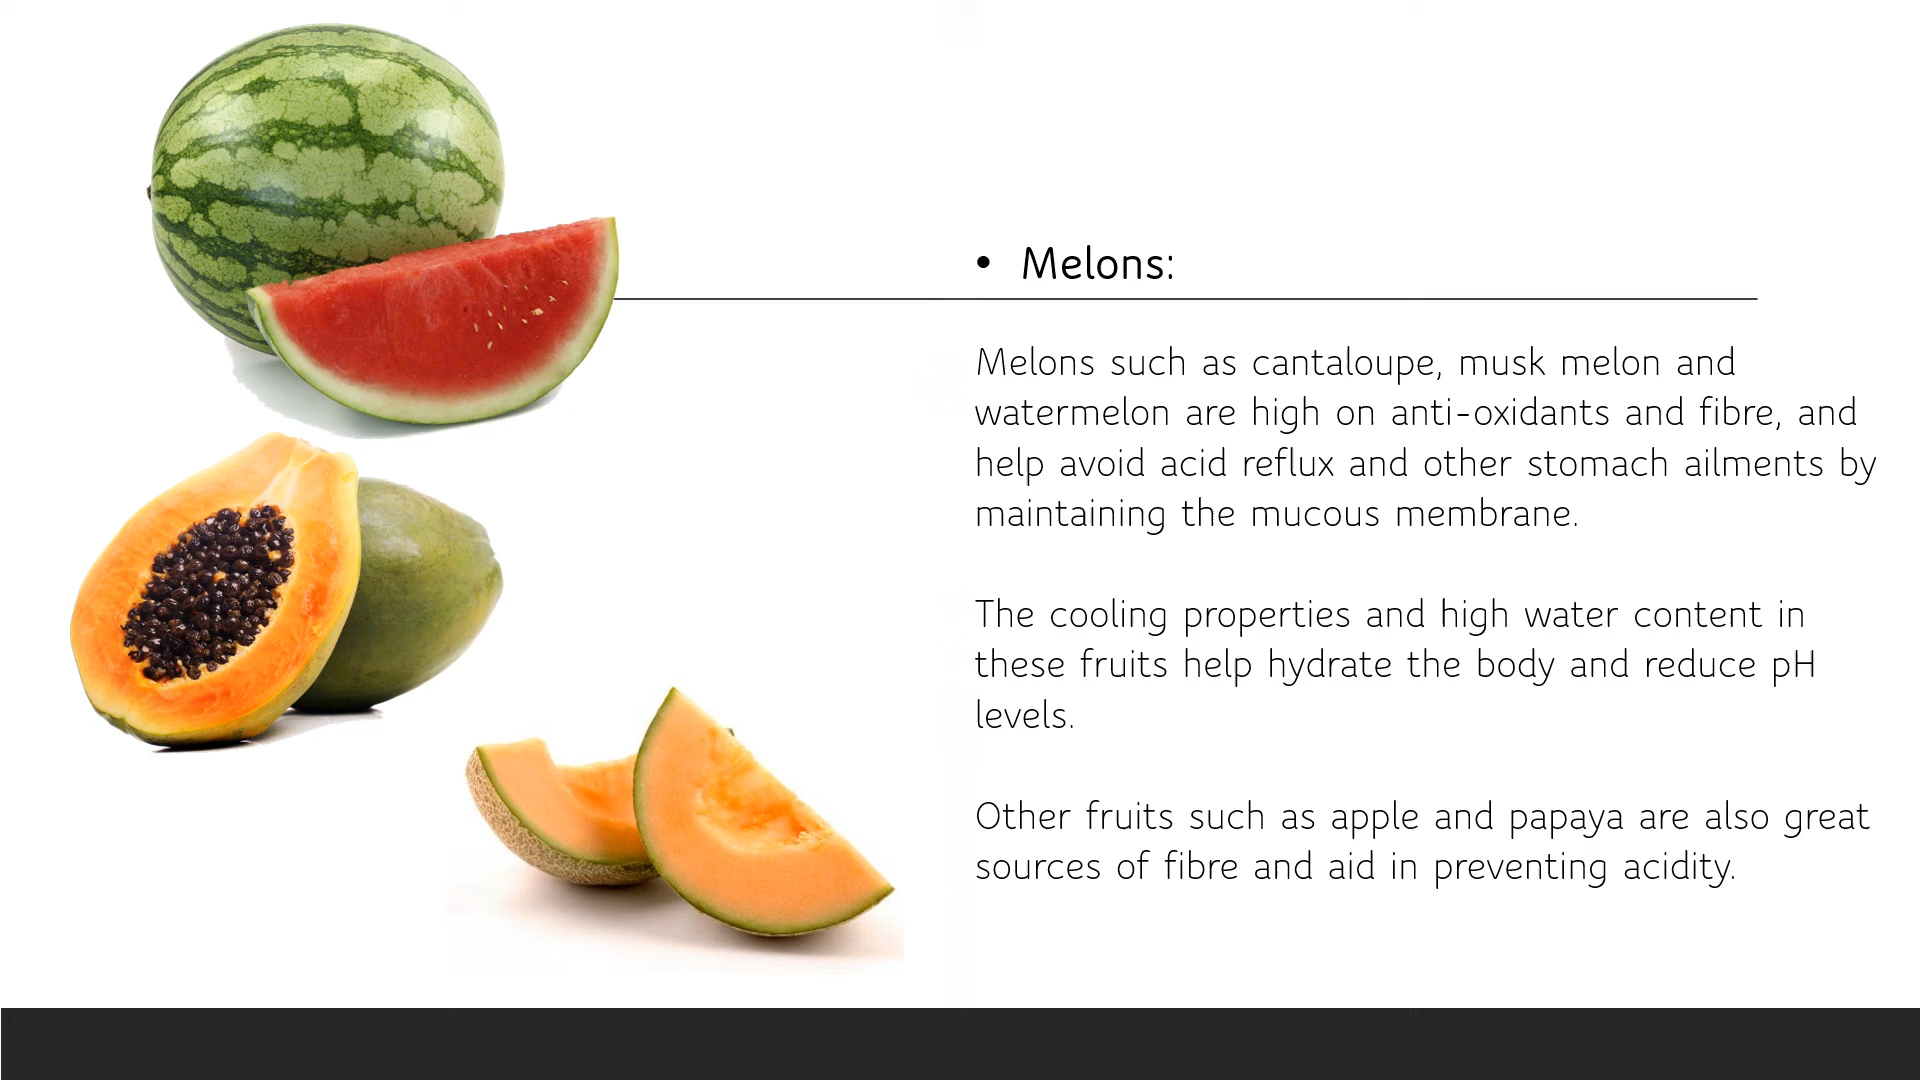 • Melons:
Melons such as cantaloupe, musk melon and
watermelon are high on anti-oxidants and fibre, and
help avoid acid reflux and other stomach ailments by
maintaining the mucous membrane.
The cooling properties and high water content in
these fruits help hydrate the body and reduce pH
levels.
Other fruits such as apple and papaya are also great
sources of fibre and aid in preventing acidity.